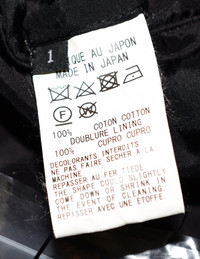 1
QUE AU JAPON
MADE IN JAPAN
F
100% COTON COTTON
DOUBLURE LINING
100% CUPRO CUPRO
DECOLORANTS INTERDITS
NE PAS FAIRE SECHER A LA
MACHINE.
REPASSER AU FER TIEDE
THE SHAPE COULD SLIGHTLY
COME DOWN OR SHRINK IN
THE EVENT OF CLEANING.
REPASSER AVEC UNE ETOFFE.